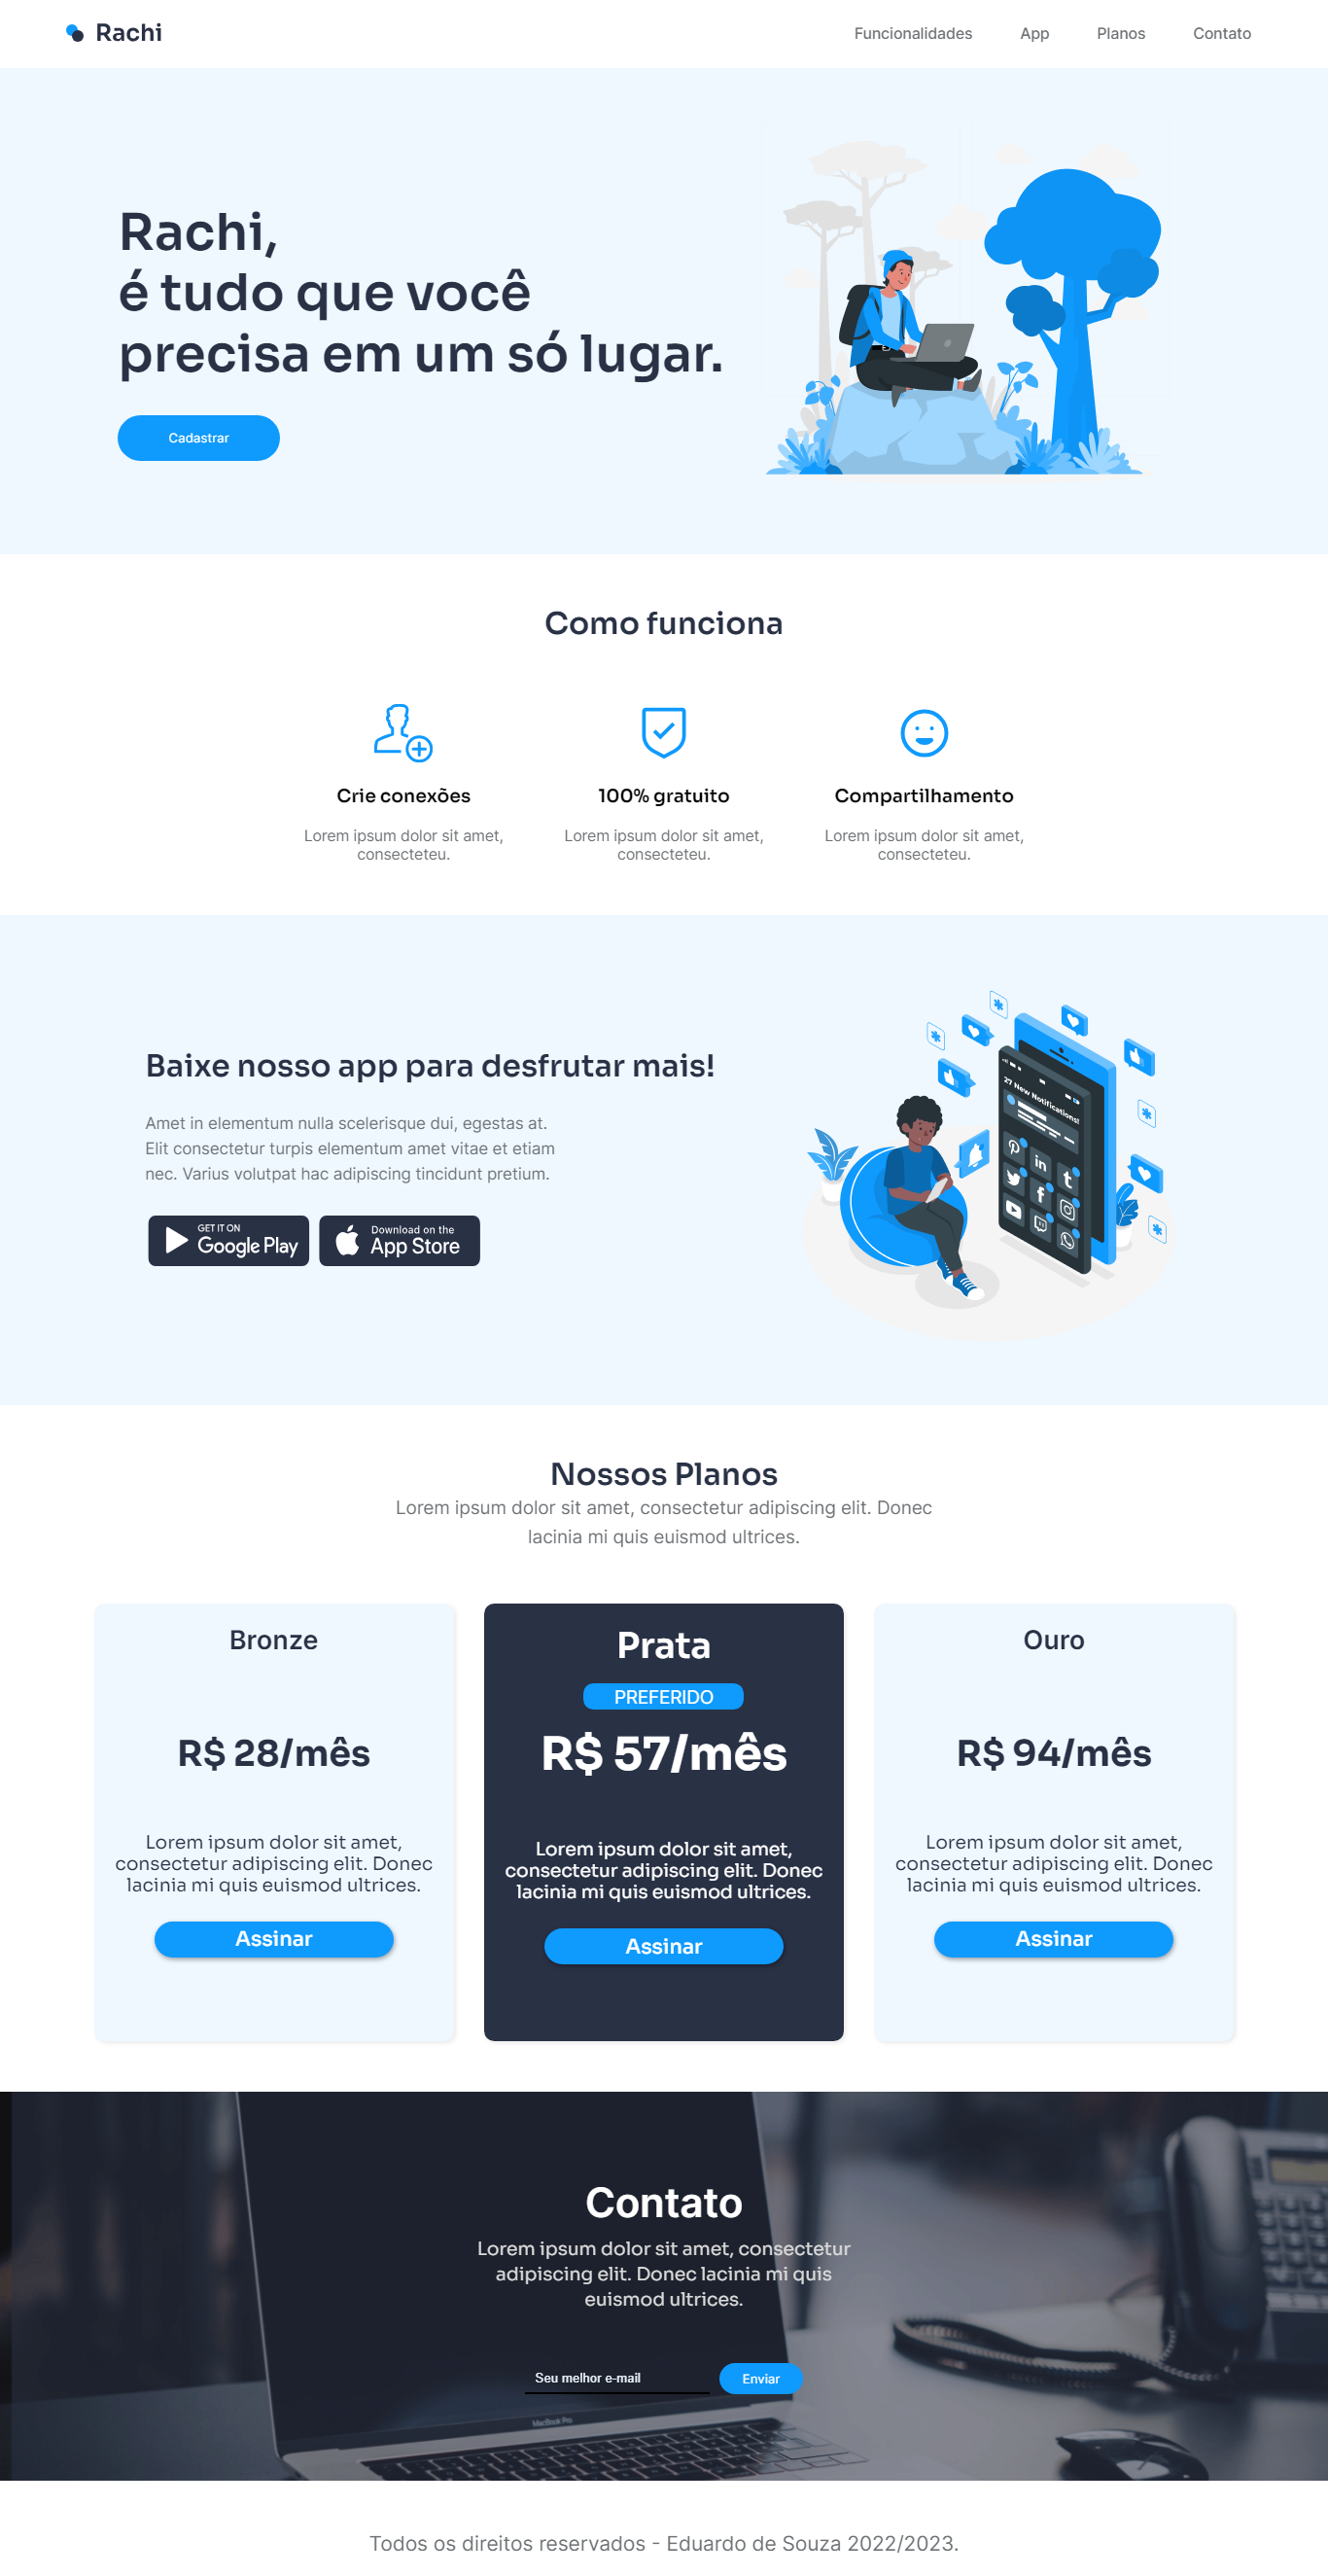 Rachi
Funcionalidades
App
Planos
Contato
Rachi,
é tudo que você
precisa em um só lugar.
Cadastrar
Como funciona
Crie conexões
Lorem ipsum dolor sit amet,
consecteteu.
100% gratuito
Lorem ipsum dolor sit amet,
consecteteu.
Compartilhamento
Lorem ipsum dolor sit amet,
consecteteu.
Baixe nosso app para desfrutar mais!
Amet in elementum nulla scelerisque dui, egestas at.
Elit consectetur turpis elementum amet vitae et etiam
nec. Varius volutpat hac adipiscing tincidunt pretium.
GET IT ON
Google Play
Download on the
App Store
27 New Notifications!
in
t
f
Nossos Planos
Lorem ipsum dolor sit amet, consectetur adipiscing elit. Donec
lacinia mi quis euismod ultrices.
Bronze
R$ 28/mês
Lorem ipsum dolor sit amet,
consectetur adipiscing elit. Donec
lacinia mi quis euismod ultrices.
Assinar
Prata
PREFERIDO
R$ 57/mês
Lorem ipsum dolor sit amet,
consectetur adipiscing elit. Donec
lacinia mi quis euismod ultrices.
Assinar
Ouro
R$ 94/mês
Lorem ipsum dolor sit amet,
consectetur adipiscing elit. Donec
lacinia mi quis euismod ultrices.
Assinar
Contato
Lorem ipsum dolor sit amet, consectetur
adipiscing elit. Donec lacinia mi quis
euismod ultrices.
Seu melhor e-mail
Enviar
MacBook Pro
Todos os direitos reservados - Eduardo de Souza 2022/2023.